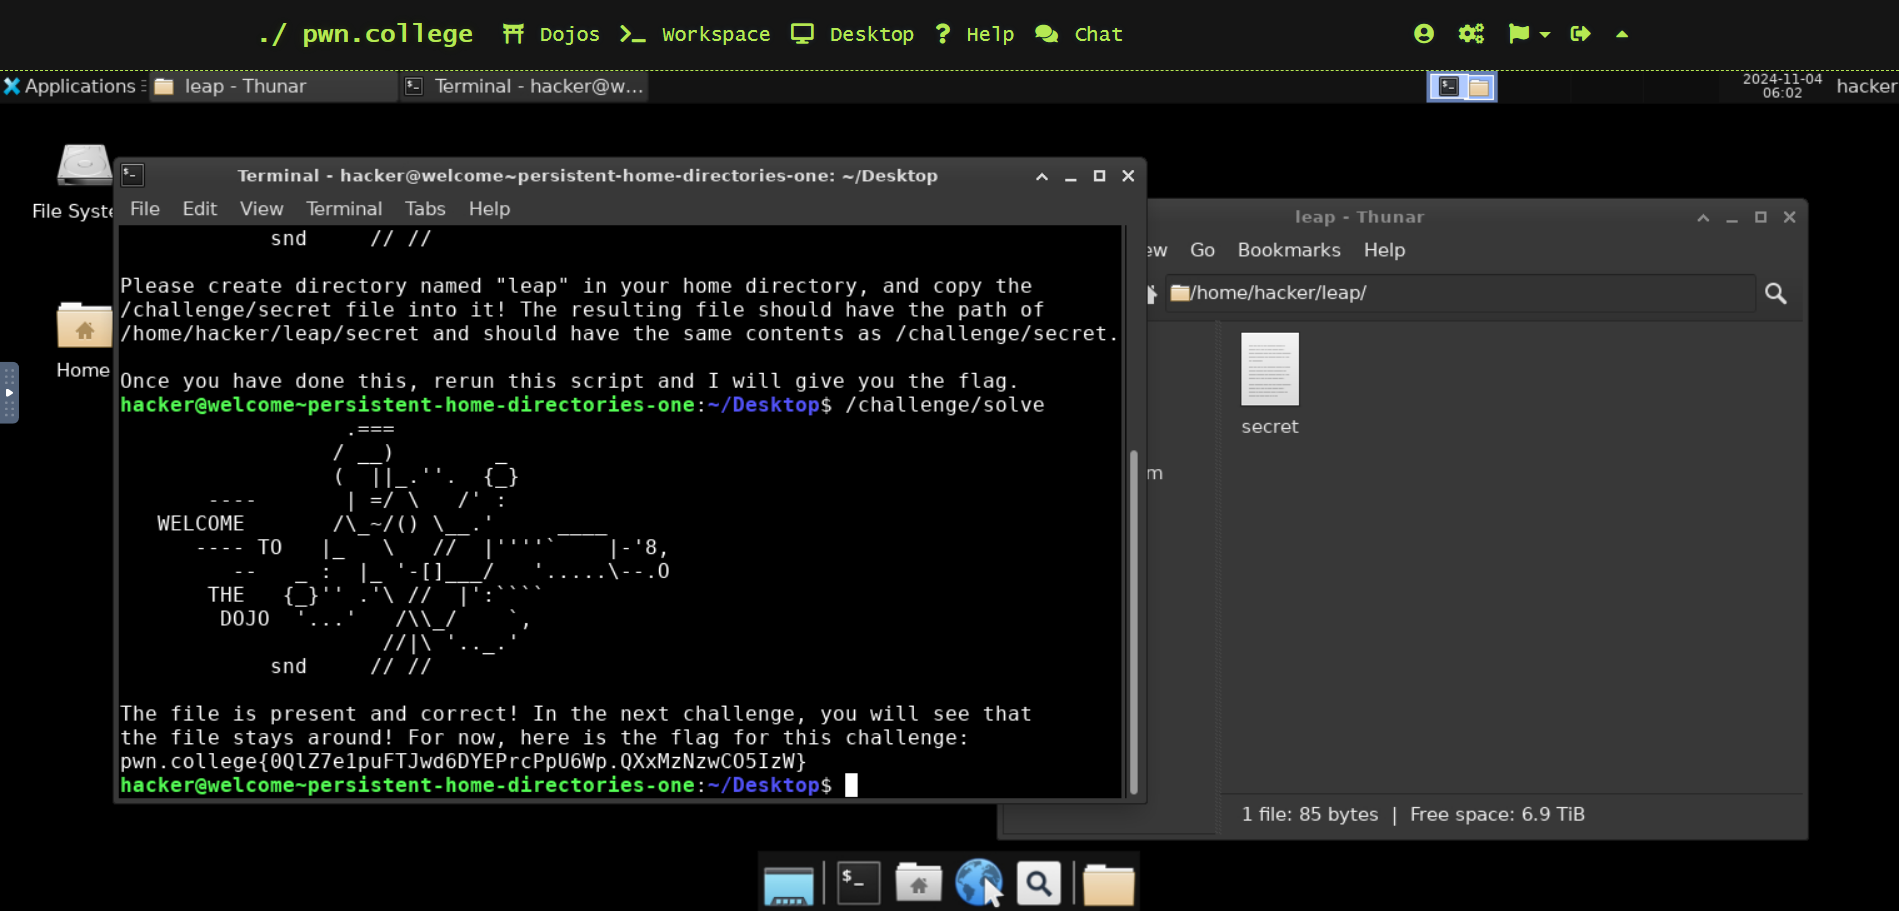 ./ pwn.college Dojos Workspace Desktop ? Help Chat
Applications leap - Thunar Terminal - hacker@w... 2024-11-04
06:02 hacker
File Syste
Home
Terminal - hacker@welcome~persistent-home-directories-one: ~/Desktop
File Edit View Terminal Tabs Help
snd // //
Please create directory named "leap" in your home directory, and copy the
/challenge/secret file into it! The resulting file should have the path of
/home/hacker/leap/secret and should have the same contents as /challenge/secret.
Once you have done this, rerun this script and I will give you the flag.
hacker@welcome~persistent-home-directories-one:~/Desktop$ /challenge/solve
                  .===
                 / __)        _
                 (  ||_.''.  {_}
       ----       | =/ \   /' :
   WELCOME       /\_~/() \__.'     ____
      ---- TO   |_   \   //  |''''`    |-'8,
         --   _ :  |_ '-[]___/   '.....\--.O
       THE   {_}'' .'\ //  |':````
        DOJO  '...'   /\\_/    `,
                     //|\ '.._.'
            snd     // //
The file is present and correct! In the next challenge, you will see that
the file stays around! For now, here is the flag for this challenge:
pwn.college{0QlZ7e1puFTJwd6DYEPrcPpU6Wp.QXxMzNzwCO5IzW}
hacker@welcome~persistent-home-directories-one:~/Desktop$
leap - Thunar
ew Go Bookmarks Help
/home/hacker/leap/
m
secret
1 file: 85 bytes | Free space: 6.9 TiB
$_